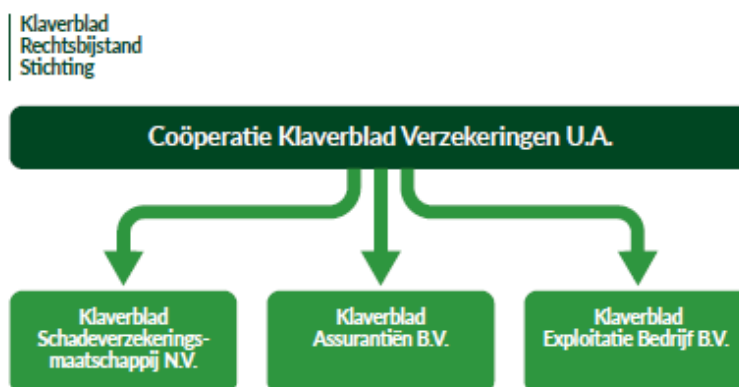 Klaverblad
Rechtsbijstand
Stichting
Coöperatie Klaverblad Verzekeringen U.A.
Klaverblad
Schadeverzekerings-
maatschappij N.V.
Klaverblad
Assurantiën B.V.
Klaverblad
Exploitatie Bedrijf B.V.